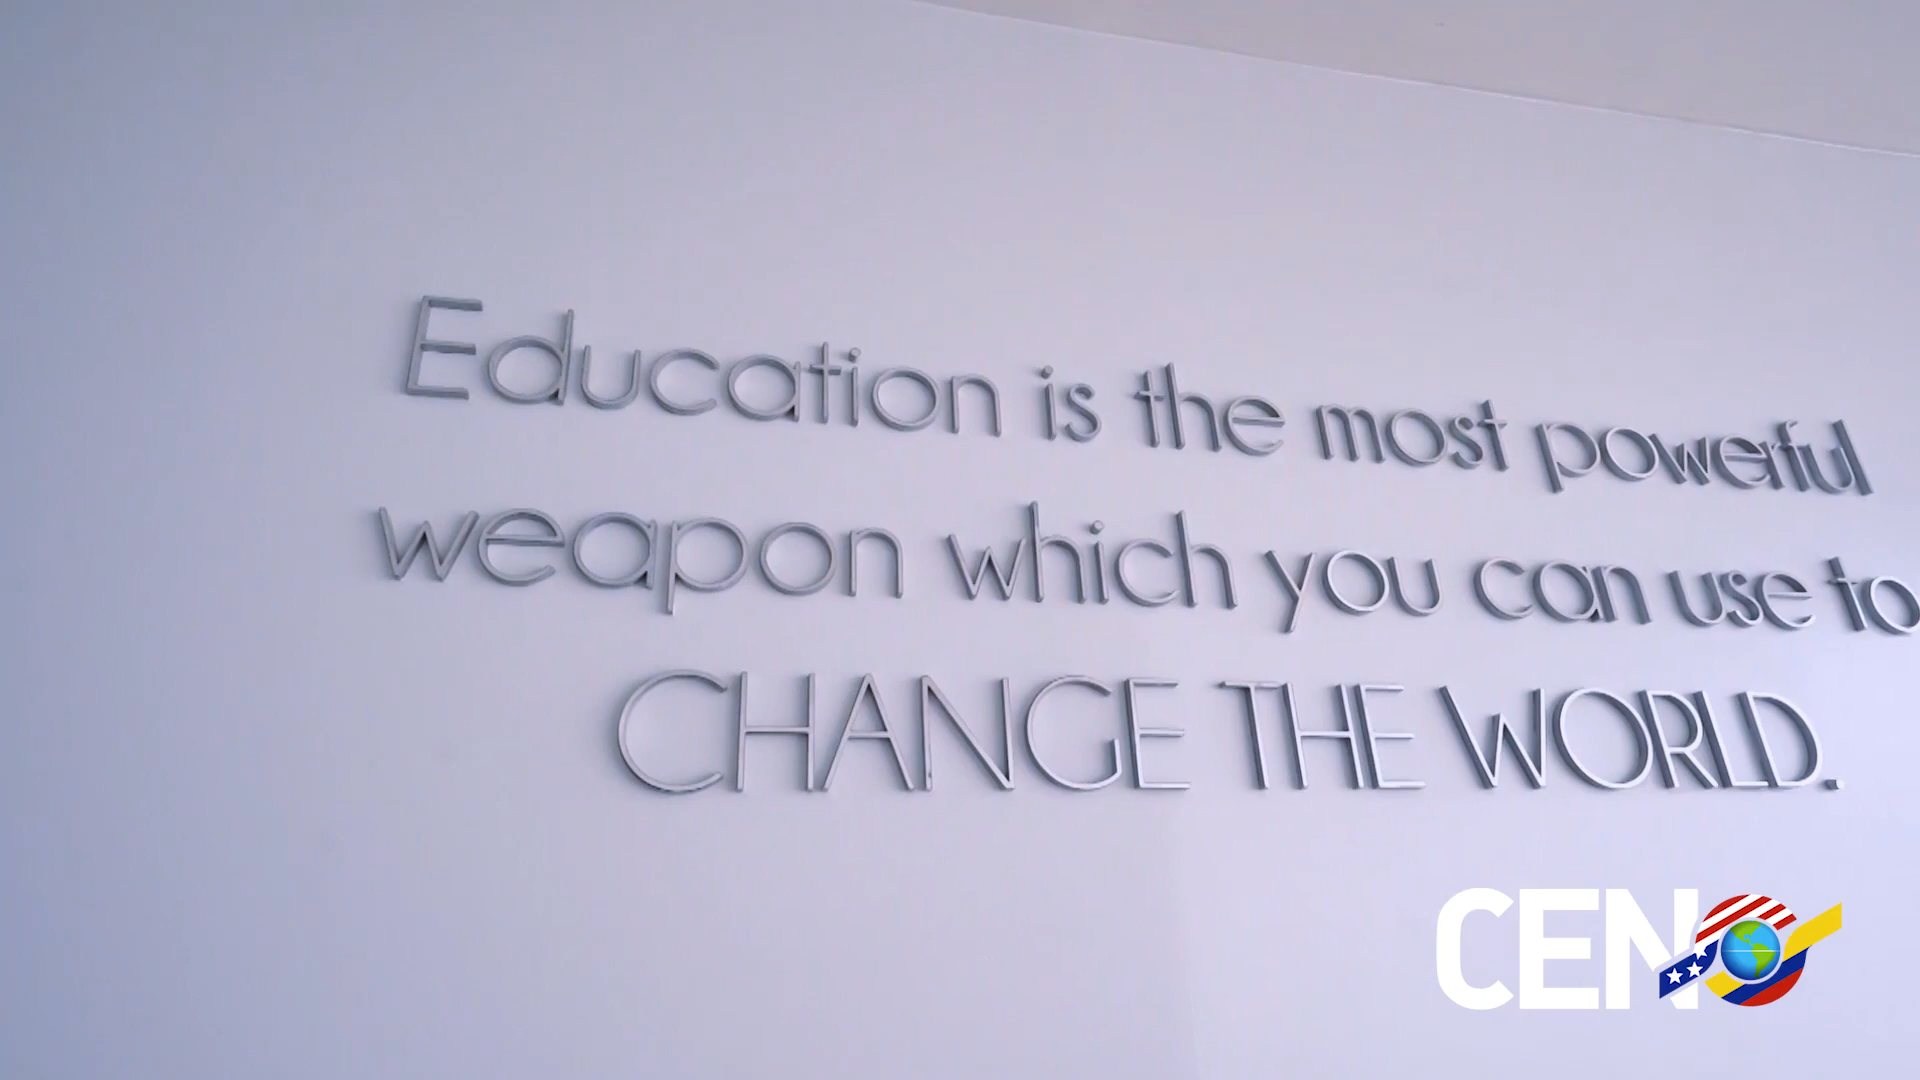 Education is the most powerful
weapon which you can use to
CHANGE THE WORLD.
CEN